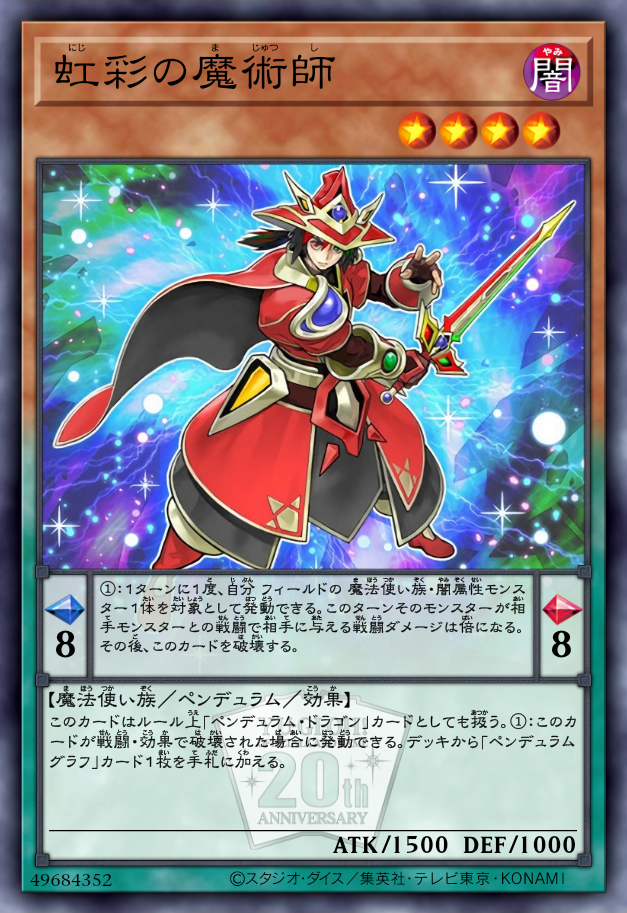 虹彩の魔術師
闇
①:1ターンに1度、自分フィールドの魔法使い族・闇属性モンス
ター1体を対象として発動できる。このターンそのモンスターが相
手モンスターとの戦闘で相手に与える戦闘ダメージは倍になる。
その後、このカードを破壊する。
8
8
【魔法使い族/ペンデュラム/効果】
このカードはルール上「ペンデュラム・ドラゴン」カードとしても扱う。①:このカ
ードが戦闘・効果で破壊された場合に発動できる。デッキから「ペンデュラム
グラフ」カード1枚を手札に加える。
20th
ANNIVERSARY
ATK/1500 DEF/1000
49684352
©スタジオ・ダイス/集英社・テレビ東京・KONAMI